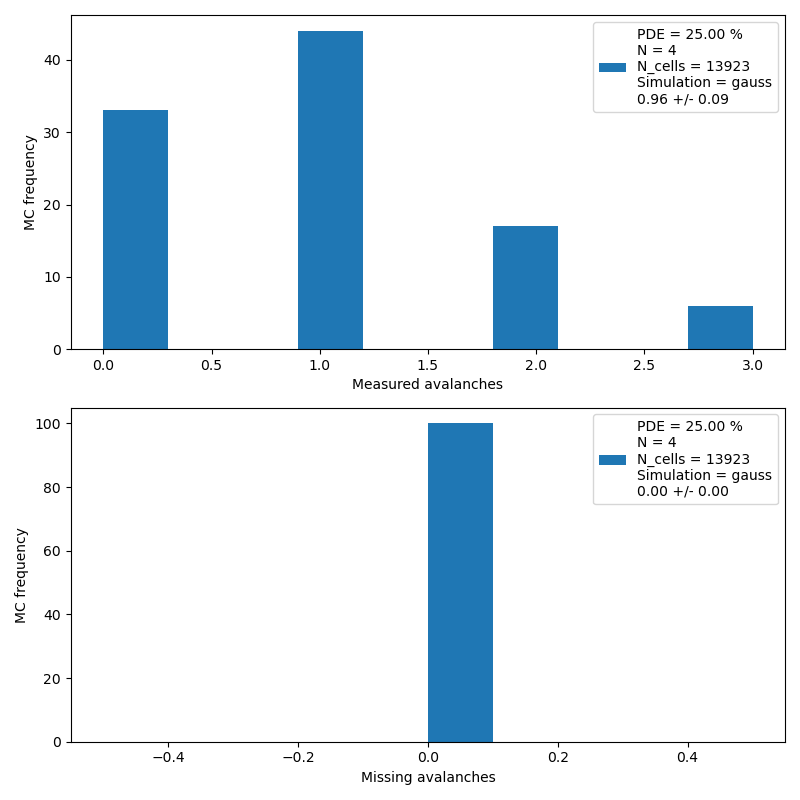 PDE = 25.00 %
N = 4
N_cells = 13923
Simulation = gauss
0.96 +/- 0.09
MC frequency
40
30
20
10
0
0.0 0.5 1.0 1.5 2.0 2.5 3.0
Measured avalanches
PDE = 25.00 %
N = 4
N_cells = 13923
Simulation = gauss
0.00 +/- 0.00
MC frequency
100
80
60
40
20
0
−0.4 −0.2 0.0 0.2 0.4
Missing avalanches